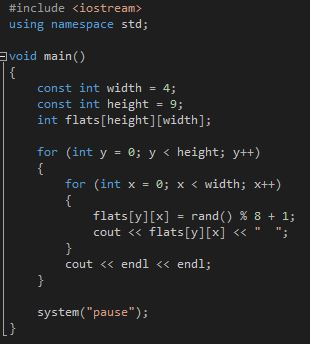 #include <iostream>
using namespace std;
void main()
{
const int width = 4;
const int height = 9;
int flats[height][width];
for (int y = 0; y < height; y++)
{
for (int x = 0; x < width; x++)
{
flats[y][x] = rand() % 8 + 1;
cout << flats[y][x] << "  ";
}
cout << endl << endl;
}
system("pause");
}